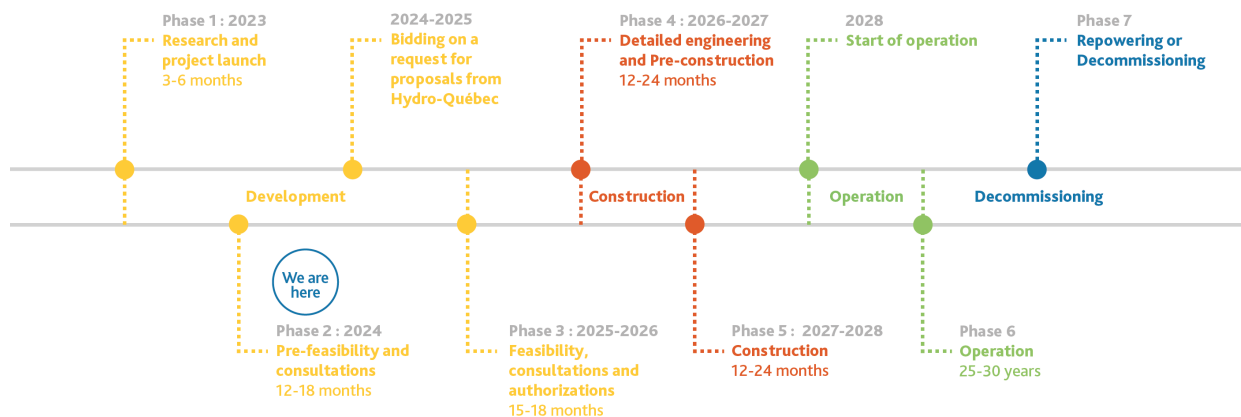 Phase 1 : 2023
Research and
project launch
3-6 months
2024-2025
Bidding on a
request for
proposals from
Hydro-Québec
Phase 4 : 2026-2027
Detailed engineering
and Pre-construction
12-24 months
2028
Start of operation
Phase 7
Repowering or
Decommissioning
Development
Construction
Operation
Decommissioning
We are
here
Phase 2 : 2024
Pre-feasibility and
consultations
12-18 months
Phase 3 : 2025-2026
Feasibility,
consultations and
authorizations
15-18 months
Phase 5 : 2027-2028
Construction
12-24 months
Phase 6
Operation
25-30 years